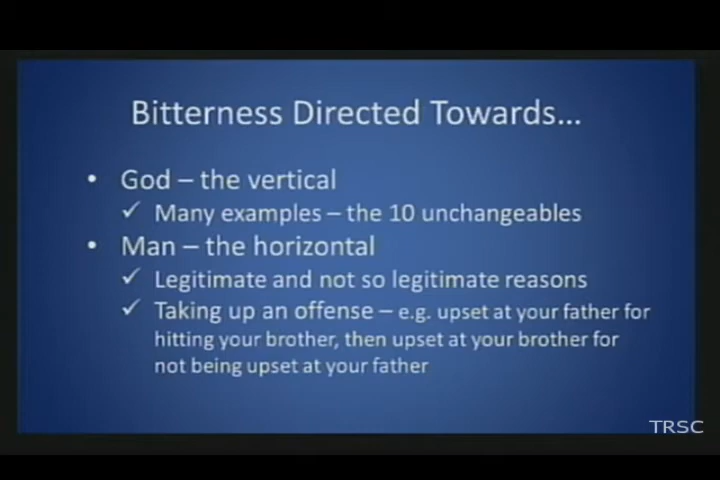 Bitterness Directed Towards...
• God – the vertical
✓ Many examples – the 10 unchangeables
• Man – the horizontal
✓ Legitimate and not so legitimate reasons
✓ Taking up an offense – e.g. upset at your father for
hitting your brother, then upset at your brother for
not being upset at your father
TRSC